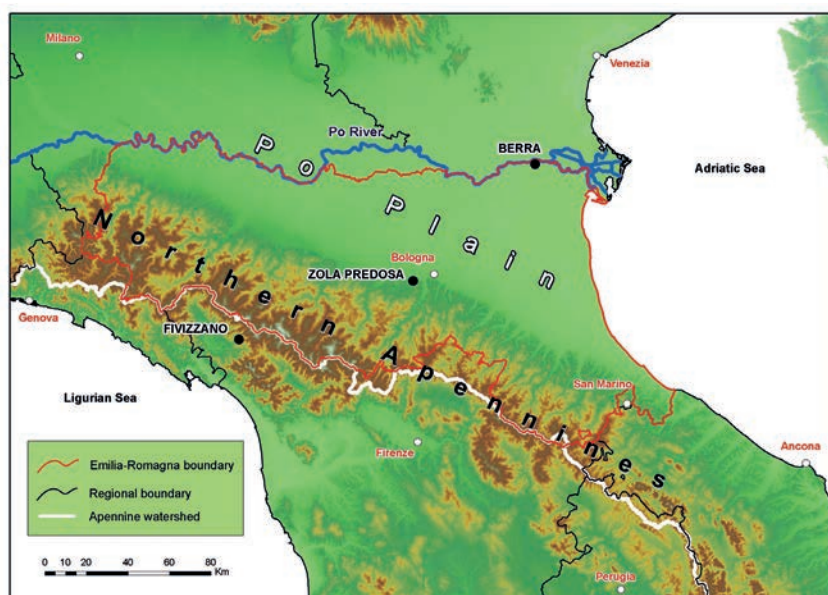 Milano
Venezia
Po River
BERRA
Adriatic Sea
Po Plain
Northern Apennines
Bologna
ZOLA PREDOSA
Genova
FIVIZZANO
San Marino
Ligurian Sea
Firenze
Ancona
Emilia-Romagna boundary
Regional boundary
Apennine watershed
0 10 20 40 60 80
Km
Perugia